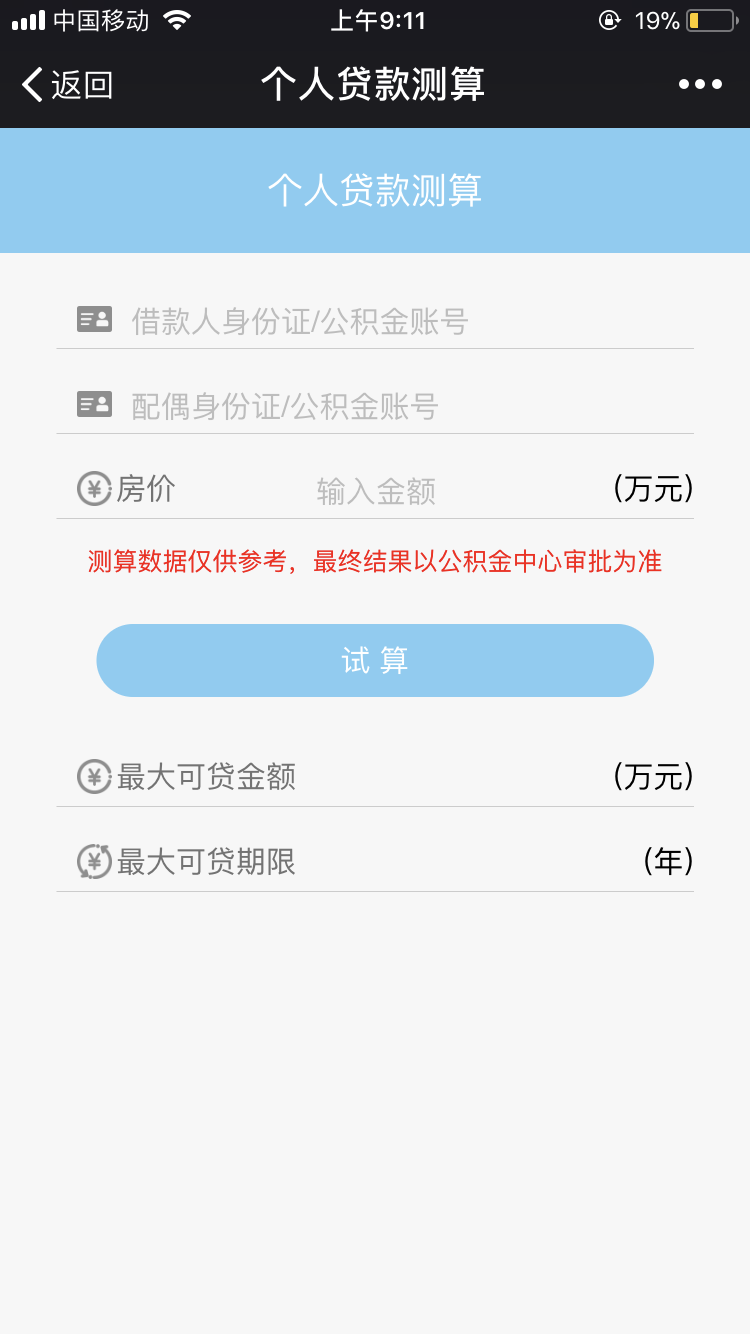 中国移动 上午9:11 19%
返回 个人贷款测算
个人贷款测算
借款人身份证/公积金账号
配偶身份证/公积金账号
房价 输入金额 (万元)
测算数据仅供参考，最终结果以公积金中心审批为准
试 算
最大可贷金额 (万元)
最大可贷期限 (年)